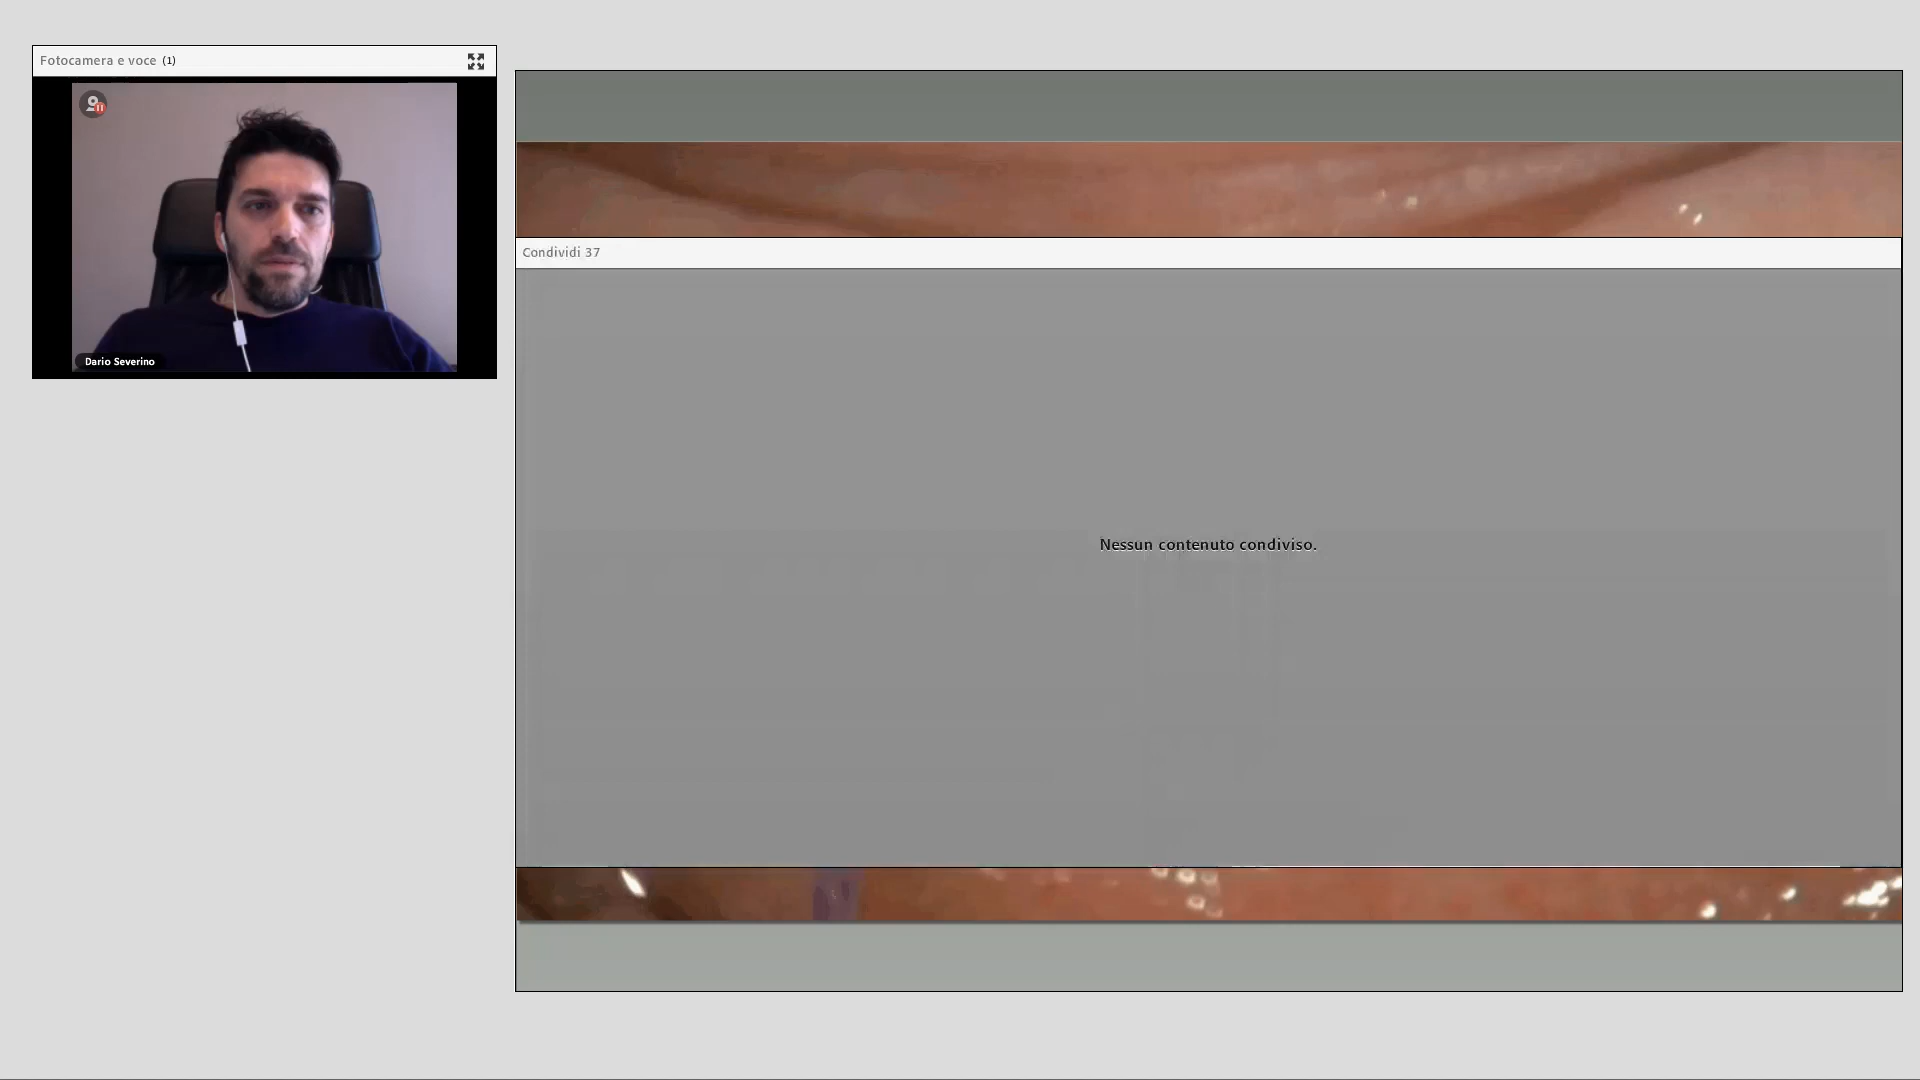 Fotocamera e voce (1)
Dario Severino
Condividi 37
Nessun contenuto condiviso.